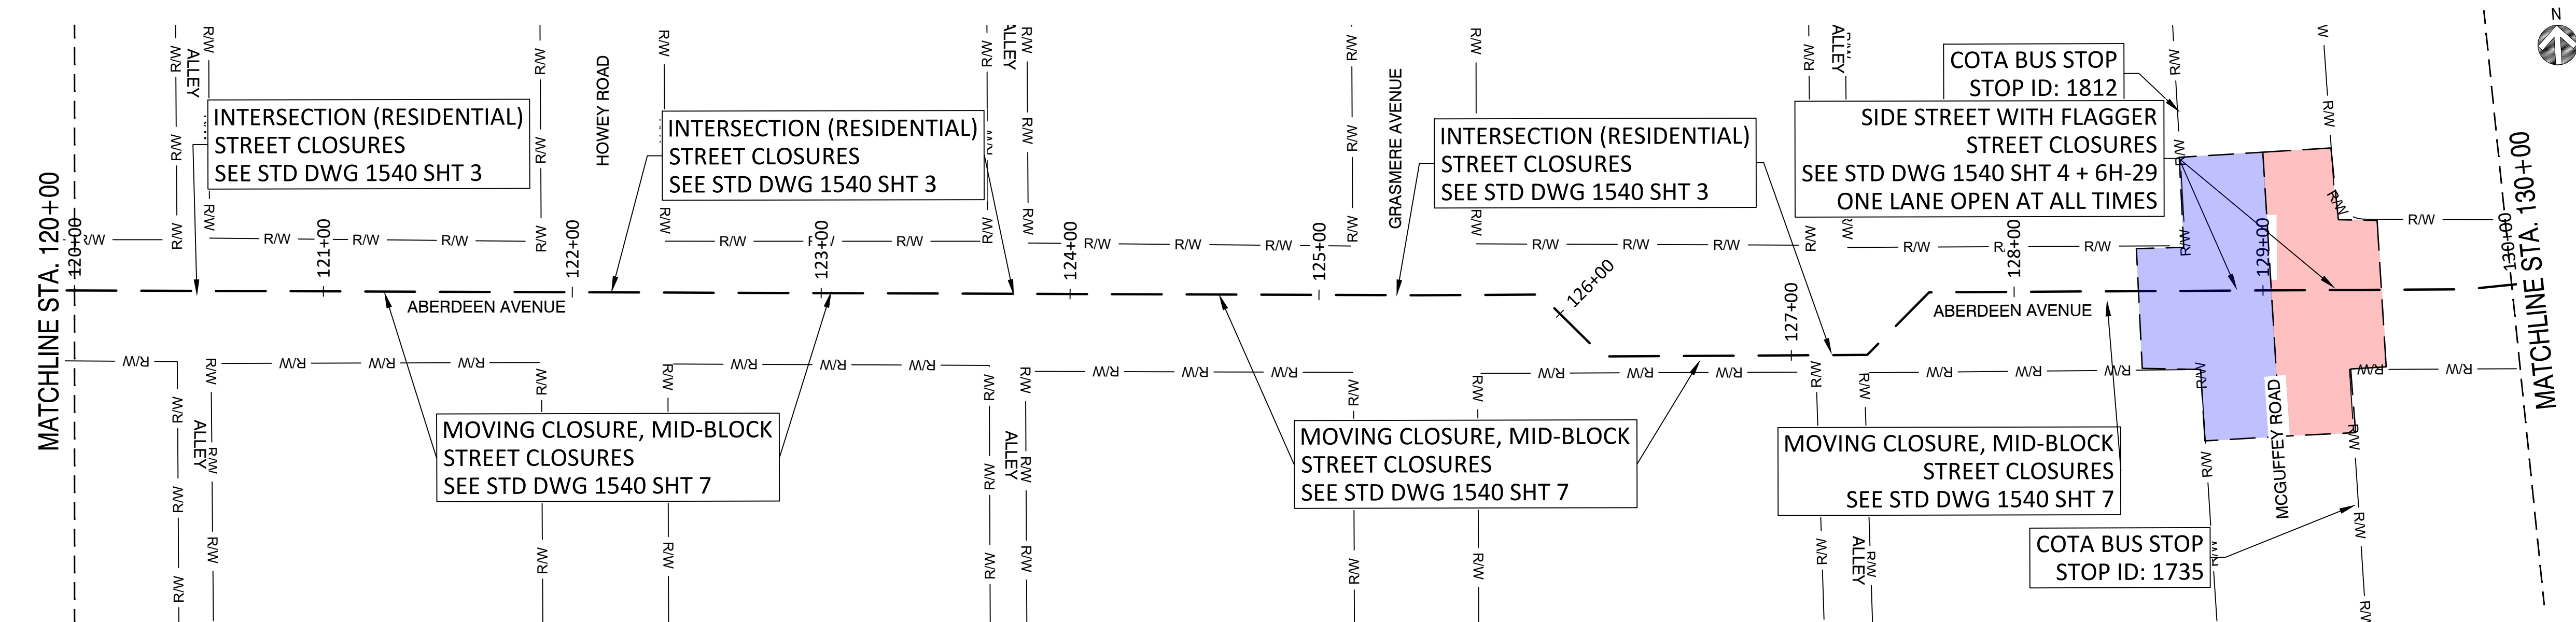 N
MATCHLINE STA. 120+00
120+00
R/W
ALLEY
R/W
INTERSECTION (RESIDENTIAL)
STREET CLOSURES
SEE STD DWG 1540 SHT 3
121+00
R/W
HOWEY ROAD
122+00
R/W
INTERSECTION (RESIDENTIAL)
STREET CLOSURES
SEE STD DWG 1540 SHT 3
123+00
R/W
ALLEY
R/W
124+00
R/W
125+00
R/W
GRASMERE AVENUE
R/W
INTERSECTION (RESIDENTIAL)
STREET CLOSURES
SEE STD DWG 1540 SHT 3
126+00
127+00
R/W
ALLEY
R/W
COTA BUS STOP
STOP ID: 1812
SIDE STREET WITH FLAGGER
STREET CLOSURES
SEE STD DWG 1540 SHT 4 + 6H-29
ONE LANE OPEN AT ALL TIMES
128+00
R/W
129+00
R/W
130+00
MATCHLINE STA. 130+00
ABERDEEN AVENUE
ABERDEEN AVENUE
R/W
ALLEY
R/W
MOVING CLOSURE, MID-BLOCK
STREET CLOSURES
SEE STD DWG 1540 SHT 7
R/W
ALLEY
R/W
MOVING CLOSURE, MID-BLOCK
STREET CLOSURES
SEE STD DWG 1540 SHT 7
R/W
MOVING CLOSURE, MID-BLOCK
STREET CLOSURES
SEE STD DWG 1540 SHT 7
R/W
ALLEY
R/W
MCGUFFEY ROAD
COTA BUS STOP
STOP ID: 1735
R/W